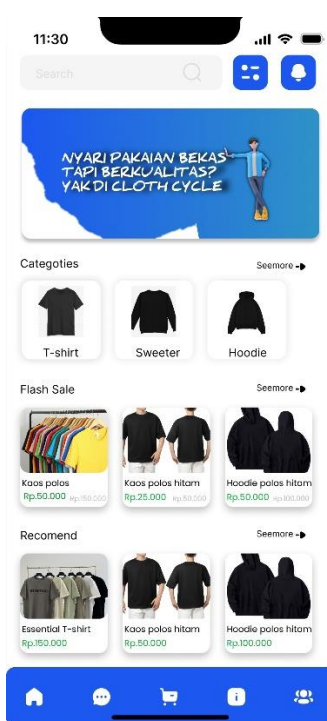 11:30
Search
NYARI PAKAIAN BEKAS
TAPI BERKUALITAS?
YAK DI CLOTH CYCLE
Categoties
Seemore
T-shirt
Sweeter
Hoodie
Flash Sale
Seemore
Kaos polos
Rp.50.000 Rp.150.000
Kaos polos hitam
Rp.25.000 Rp.50.000
Hoodie polos hitam
Rp.50.000 Rp.100.000
Recomend
Seemore
Essential T-shirt
Rp.150.000
Kaos polos hitam
Rp.50.000
Hoodie polos hitam
Rp.100.000